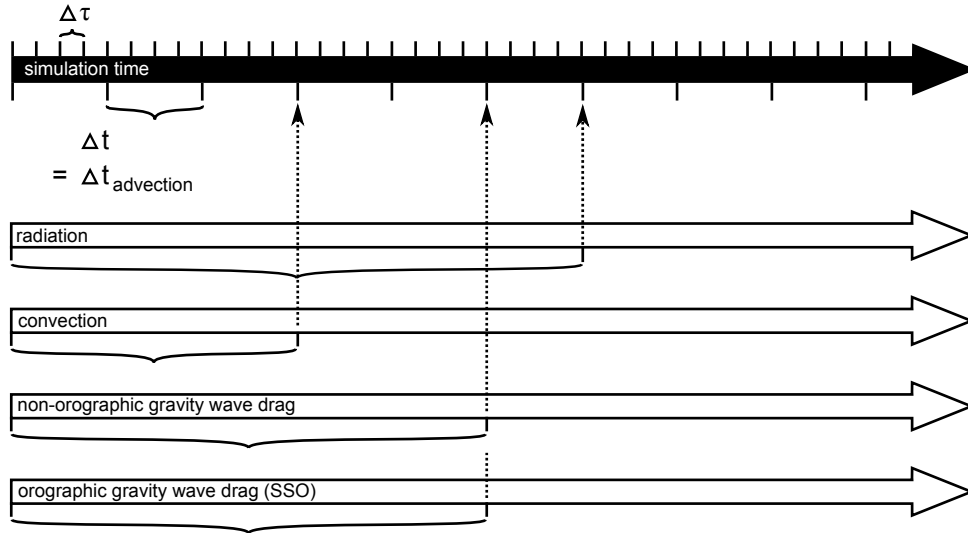 Δτ
simulation time
Δt
= Δt advection
radiation
convection
non-orographic gravity wave drag
orographic gravity wave drag (SSO)